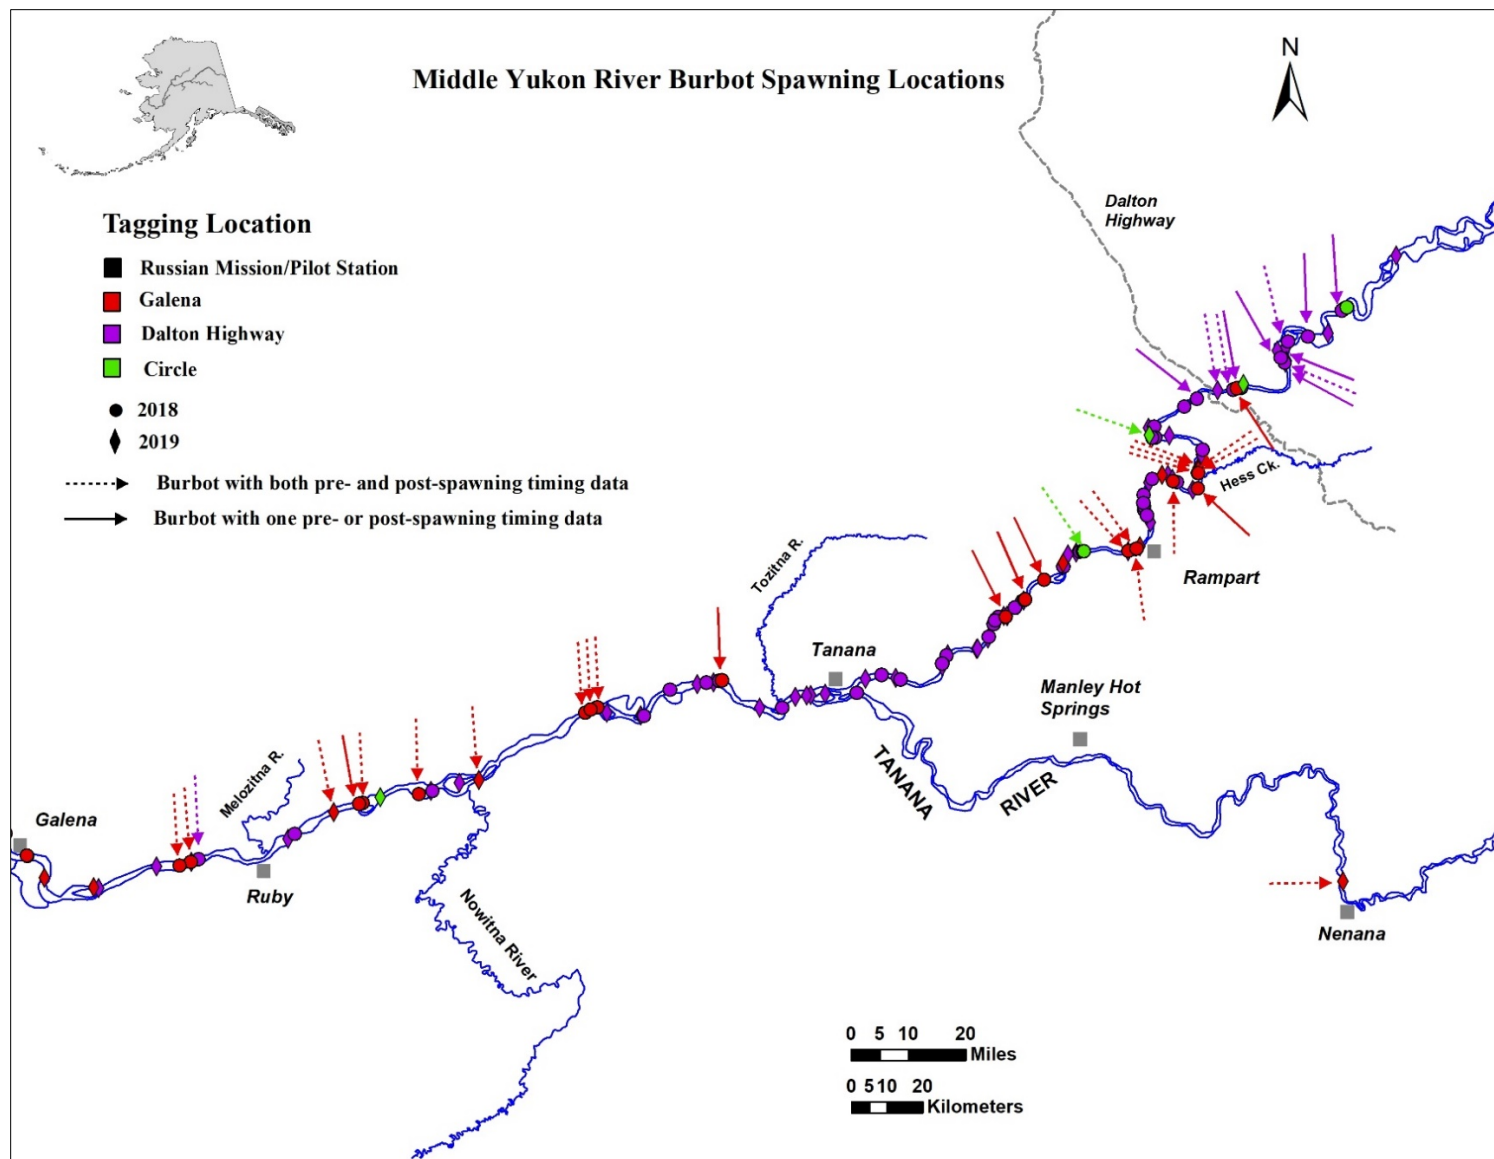 Middle Yukon River Burbot Spawning Locations
N
Dalton
Highway
Tagging Location
Russian Mission/Pilot Station
Galena
Dalton Highway
Circle
2018
2019
Burbot with both pre- and post-spawning timing data
Burbot with one pre- or post-spawning timing data
Hess Ck.
Tozitna R.
Rampart
Tanana
Manley Hot
Springs
TANANA
RIVER
Melozitna R.
Galena
Ruby
Nowitna River
Nenana
0 5 10 20
Miles
0 5 10 20
Kilometers